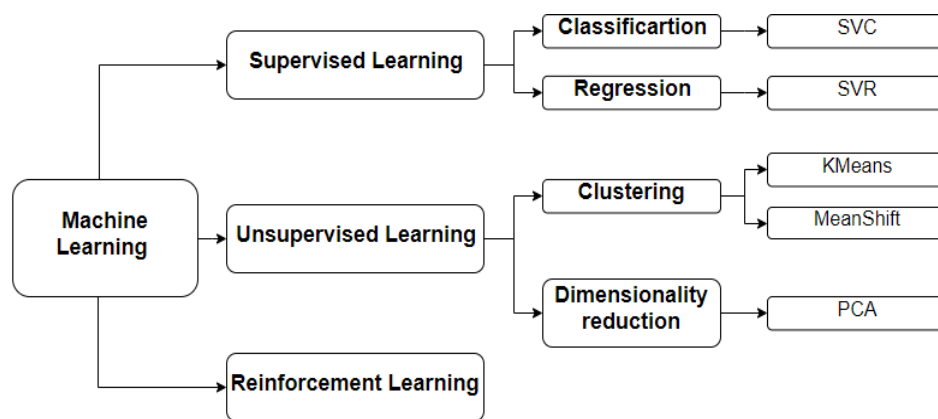 Classificartion
SVC
Supervised Learning
Regression
SVR
KMeans
Clustering
MeanShift
Machine
Learning
Unsupervised Learning
Dimensionality
reduction
PCA
Reinforcement Learning